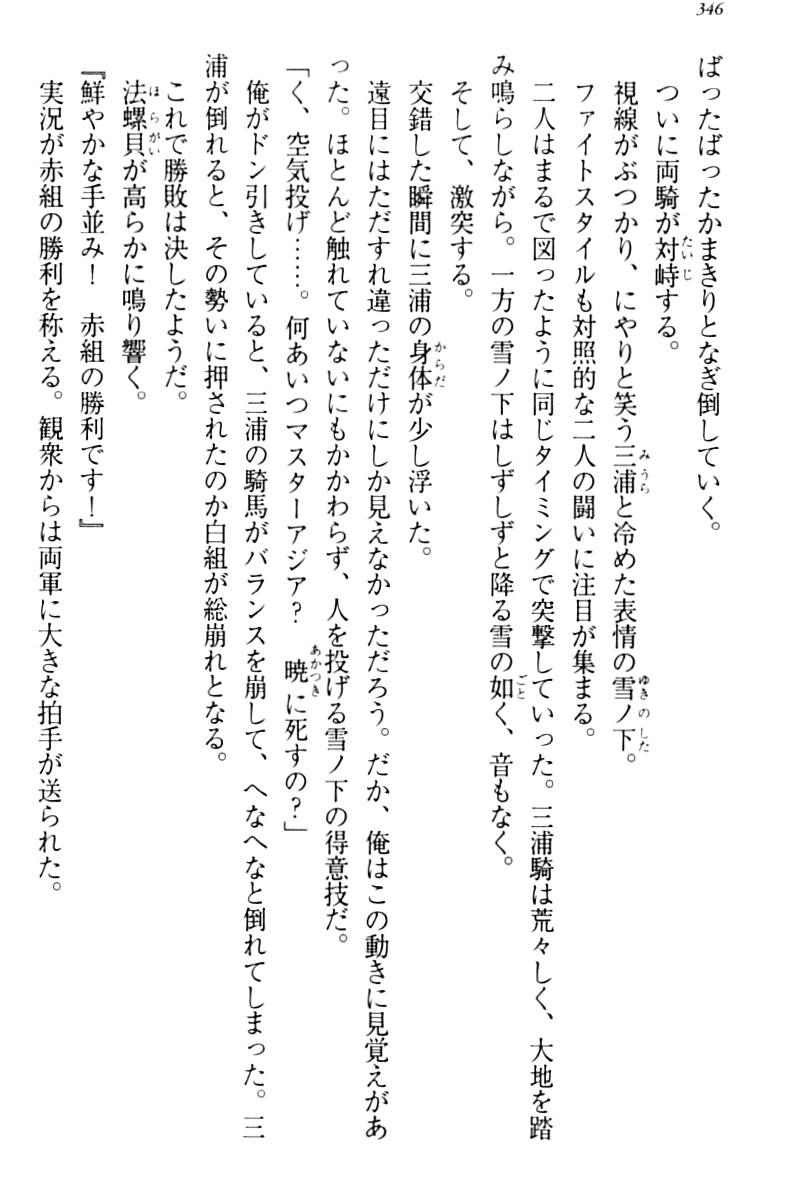 346
ばったばったかまきりとなぎ倒していく。
ついに両騎が対峙する。
視線がぶつかり、にやりと笑う三浦と冷めた表情の雪ノ下。
ファイトスタイルも対照的な二人の闘いに注目が集まる。
二人はまるで図ったように同じタイミングで突撃していった。三浦騎は荒々しく、大地を踏
み鳴らしながら。一方の雪ノ下はしずしずと降る雪の如く、音もなく。
そして、激突する。
交錯した瞬間に三浦の身体が少し浮いた。
遠目にはただすれ違っただけにしか見えなかっただろう。だか、俺はこの動きに見覚えがあ
った。ほとんど触れていないにもかかわらず、人を投げる雪ノ下の得意技だ。
「く、空気投げ……。何あいつマスターアジア？　暁に死すの？」
俺がドン引きしていると、三浦の騎馬がバランスを崩して、へなへなと倒れてしまった。三
浦が倒れると、その勢いに押されたのか白組が総崩れとなる。
これで勝敗は決したようだ。
法螺貝が高らかに鳴り響く。
『鮮やかな手並み！　赤組の勝利です！』
実況が赤組の勝利を称える。観衆からは両軍に大きな拍手が送られた。